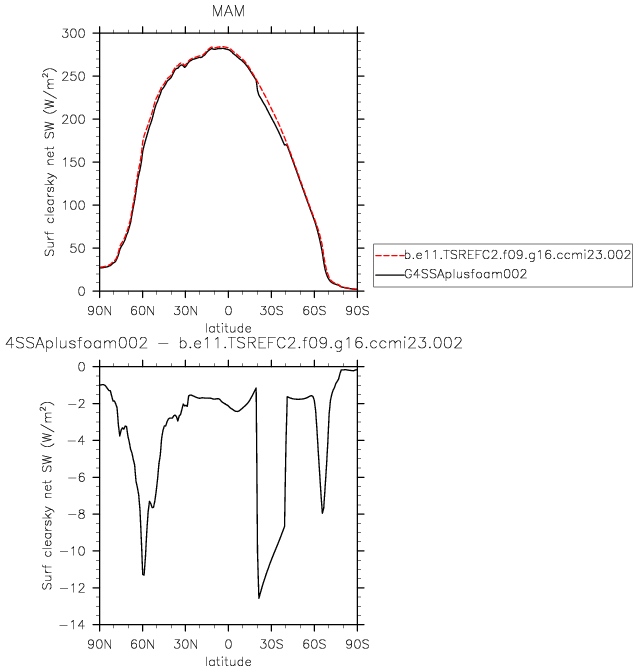 MAM
Surf clearsky net SW (W/m²)
300
250
200
150
100
50
0
90N 60N 30N 0 30S 60S 90S
latitude
b.e11.TSREFC2.f09.g16.ccmi23.002
G4SSAplusfoam002
4SSAplusfoam002 − b.e11.TSREFC2.f09.g16.ccmi23.002
Surf clearsky net SW (W/m²)
0
−2
−4
−6
−8
−10
−12
−14
90N 60N 30N 0 30S 60S 90S
latitude